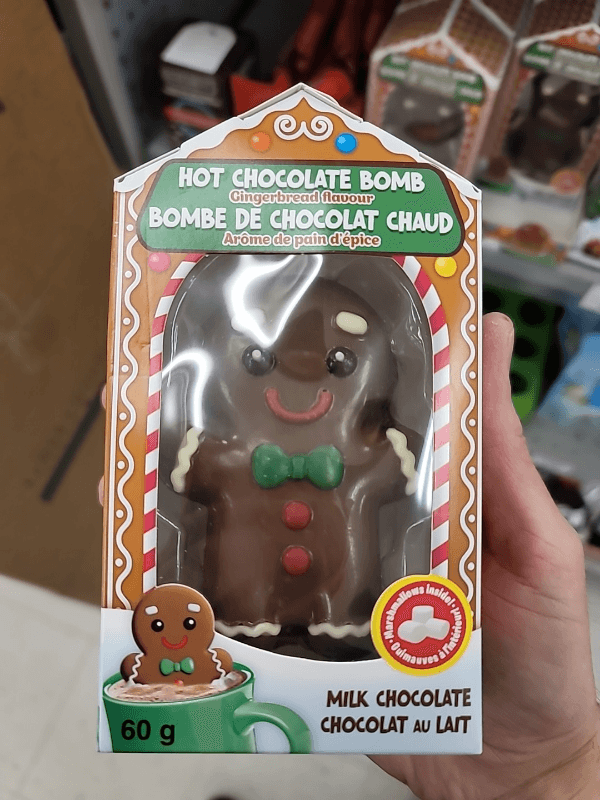 HOT CHOCOLATE BOMB
Gingerbread flavour
BOMBE DE CHOCOLAT CHAUD
Arôme de pain d'épice
Marshmallows inside!
Guimauves à l'intérieur!
MILK CHOCOLATE
CHOCOLAT AU LAIT
60 g